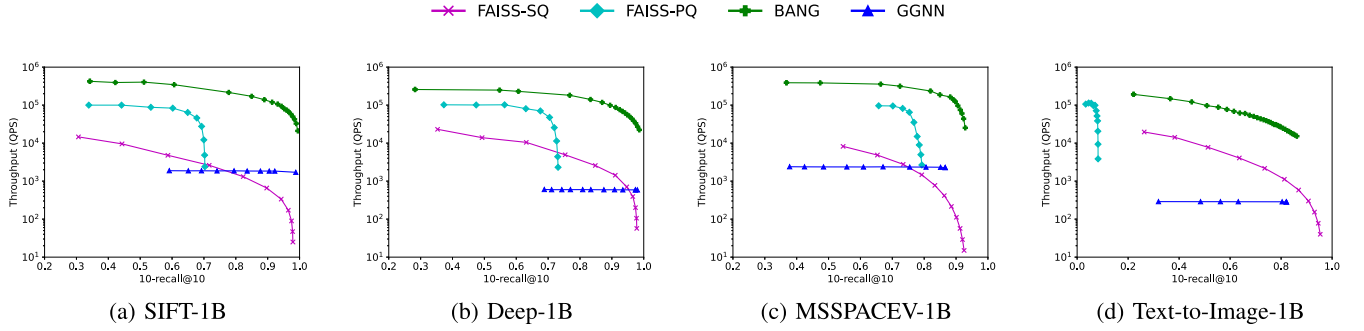 FAISS-SQ FAISS-PQ BANG GGNN
Throughput (QPS)
10^6
10^5
10^4
10^3
10^2
10^1
0.2 0.3 0.4 0.5 0.6 0.7 0.8 0.9 1.0
10-recall@10
(a) SIFT-1B
Throughput (QPS)
10^6
10^5
10^4
10^3
10^2
10^1
0.2 0.3 0.4 0.5 0.6 0.7 0.8 0.9 1.0
10-recall@10
(b) Deep-1B
Throughput (QPS)
10^6
10^5
10^4
10^3
10^2
10^1
0.2 0.3 0.4 0.5 0.6 0.7 0.8 0.9 1.0
10-recall@10
(c) MSSPACEV-1B
Throughput (QPS)
10^6
10^5
10^4
10^3
10^2
10^1
0.0 0.2 0.4 0.6 0.8 1.0
10-recall@10
(d) Text-to-Image-1B